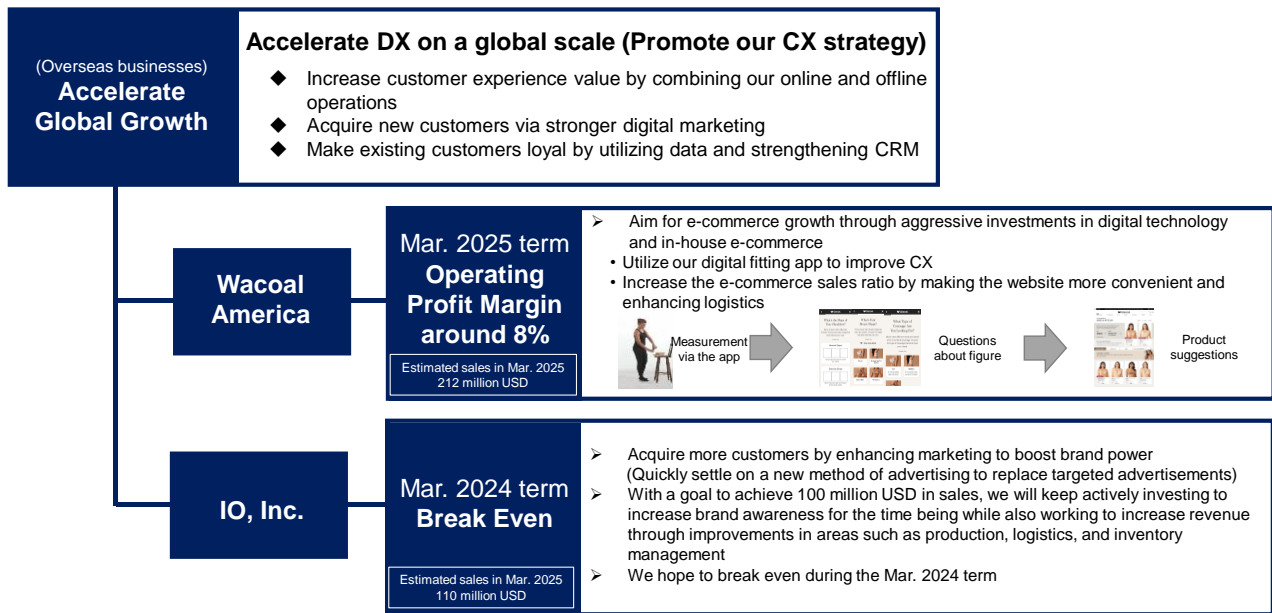 (Overseas businesses)
Accelerate
Global Growth
Accelerate DX on a global scale (Promote our CX strategy)
◆ Increase customer experience value by combining our online and offline
operations
◆ Acquire new customers via stronger digital marketing
◆ Make existing customers loyal by utilizing data and strengthening CRM
Wacoal
America
Mar. 2025 term
Operating
Profit Margin
around 8%
Estimated sales in Mar. 2025
212 million USD
➢ Aim for e-commerce growth through aggressive investments in digital technology
and in-house e-commerce
• Utilize our digital fitting app to improve CX
• Increase the e-commerce sales ratio by making the website more convenient and
enhancing logistics
Measurement
via the app
Questions
about figure
Product
suggestions
IO, Inc.
Mar. 2024 term
Break Even
Estimated sales in Mar. 2025
110 million USD
➢ Acquire more customers by enhancing marketing to boost brand power
(Quickly settle on a new method of advertising to replace targeted advertisements)
➢ With a goal to achieve 100 million USD in sales, we will keep actively investing to
increase brand awareness for the time being while also working to increase revenue
through improvements in areas such as production, logistics, and inventory
management
➢ We hope to break even during the Mar. 2024 term